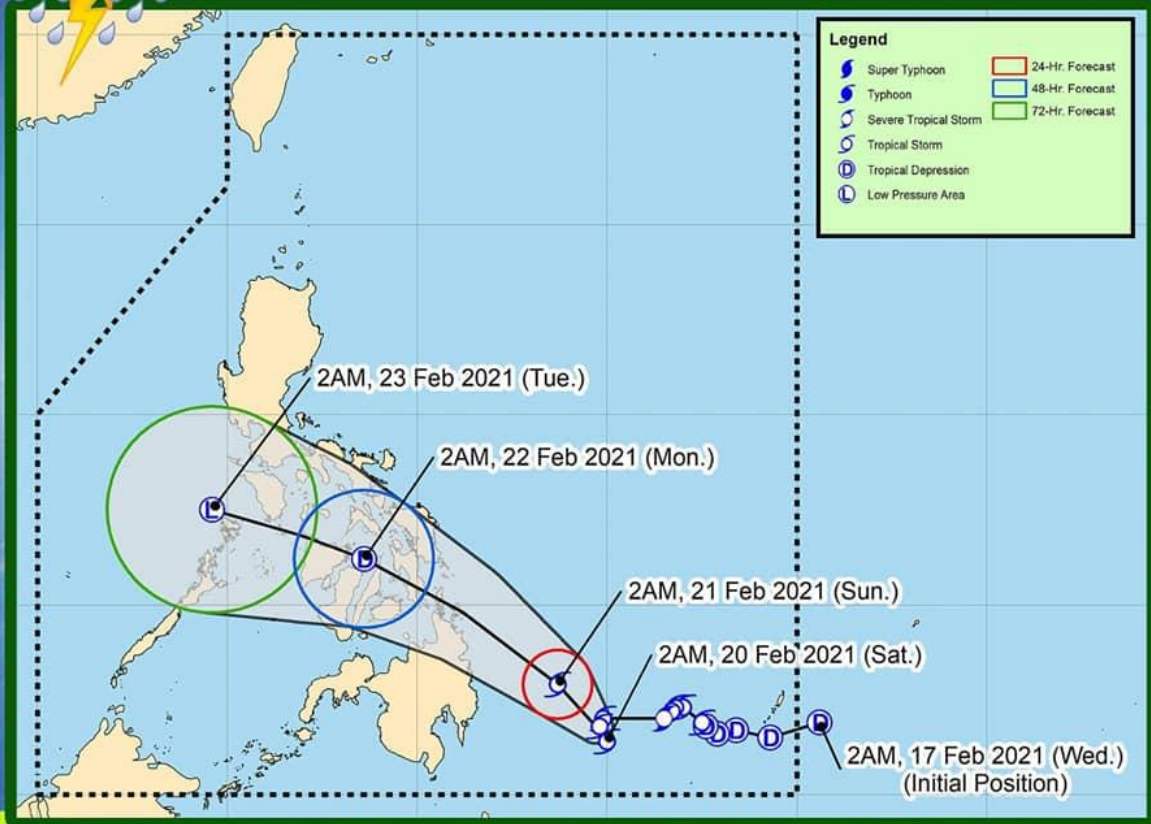 Legend
Super Typhoon
Typhoon
Severe Tropical Storm
Tropical Storm
D Tropical Depression
L Low Pressure Area
24-Hr. Forecast
48-Hr. Forecast
72-Hr. Forecast
2AM, 23 Feb 2021 (Tue.)
2AM, 22 Feb 2021 (Mon.)
L
D
2AM, 21 Feb 2021 (Sun.)
2AM, 20 Feb 2021 (Sat.)
D D D D
2AM, 17 Feb 2021 (Wed.)
(Initial Position)